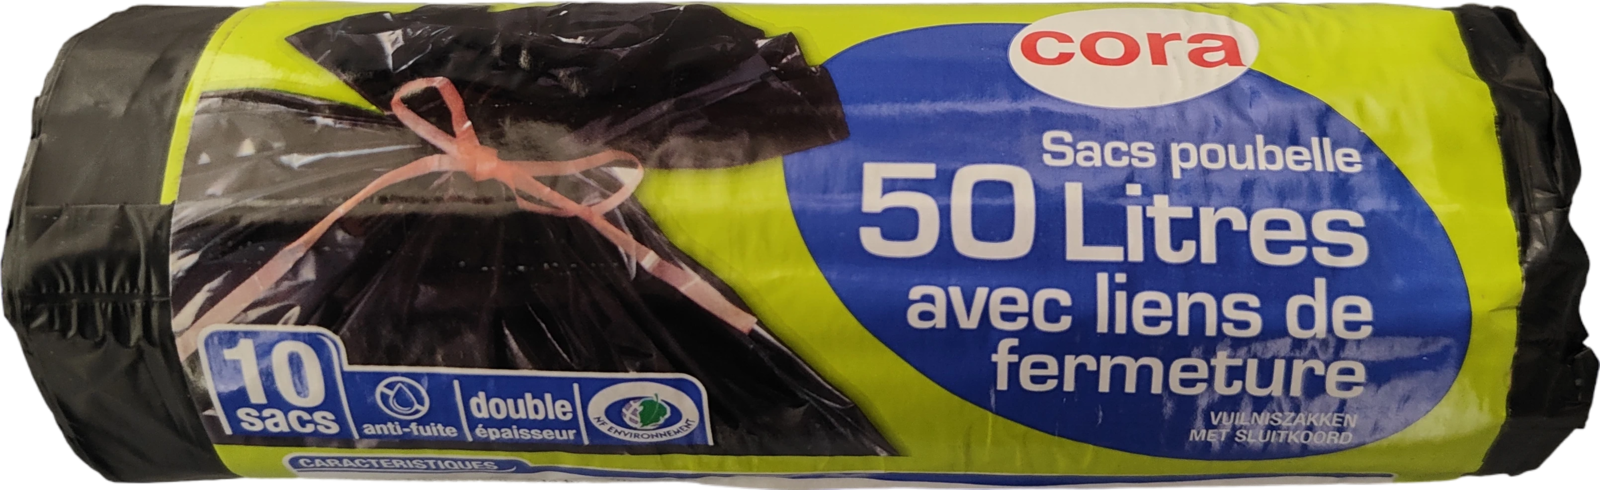 cora
Sacs poubelle
50 Litres
avec liens de
fermeture
VUILNISZAKKEN
MET SLUITKOORD
10
sacs
anti-fuite
double
épaisseur
NF ENVIRONNEMENT
CARACTERISTIQUES